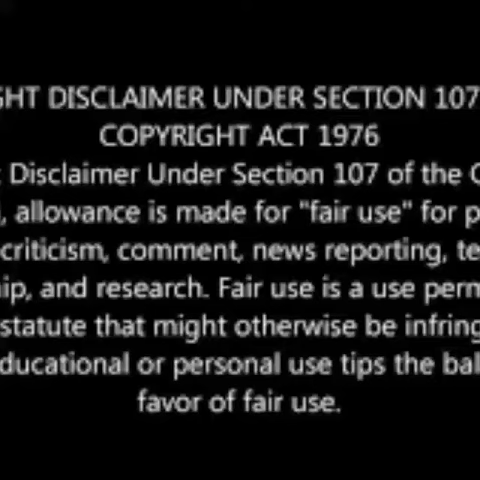 GHT DISCLAIMER UNDER SECTION 107
COPYRIGHT ACT 1976
Disclaimer Under Section 107 of the C
, allowance is made for "fair use" for p
criticism, comment, news reporting, te
ip, and research. Fair use is a use perm
statute that might otherwise be infring
ducational or personal use tips the bal
favor of fair use.